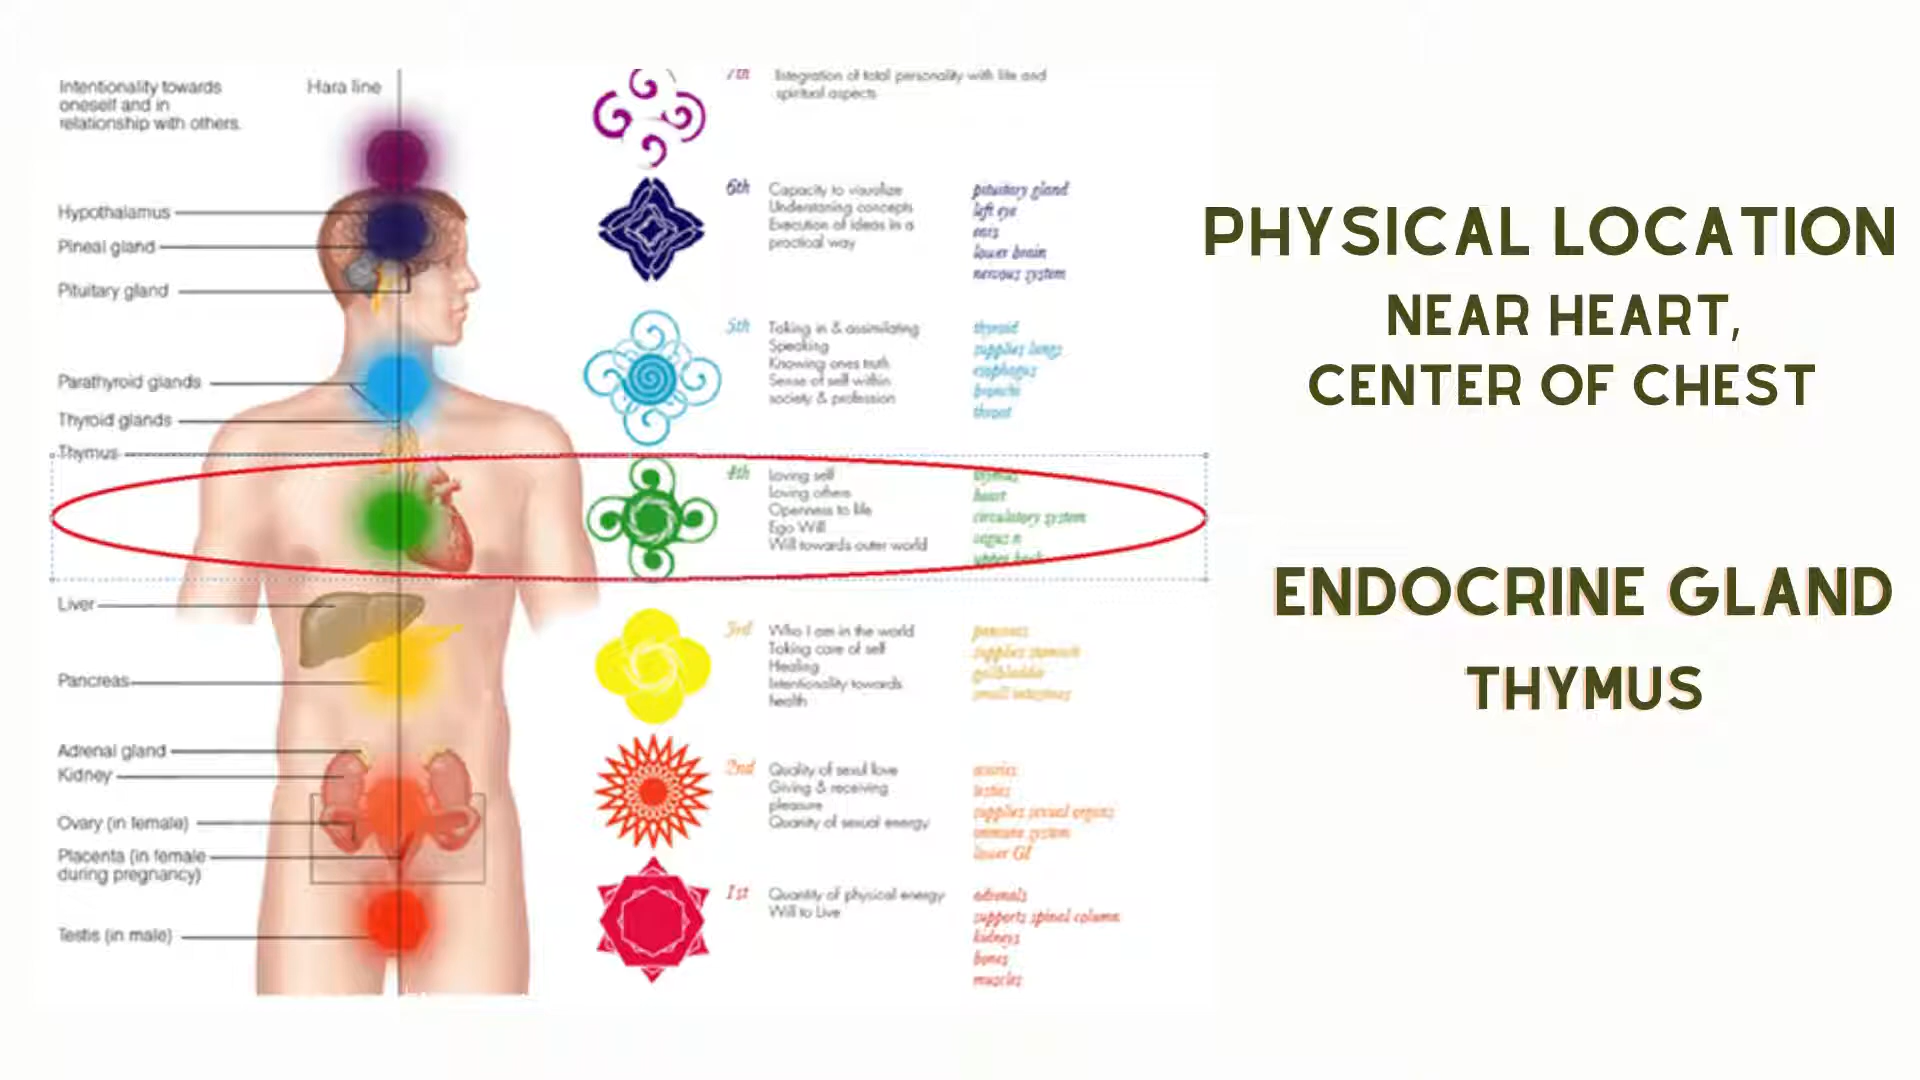 Intentionality towards
oneself and in
relationship with others.
Hara line
Hypothalamus
Pineal gland
Pituitary gland
Parathyroid glands
Thyroid glands
Thymus
Liver
Pancreas
Adrenal gland
Kidney
Ovary (in female)
Placenta (in female
during pregnancy)
Testis (in male)
7th
Integration of total personality with life and
spiritual aspects
6th
Capacity to visualize
Understaning concepts
Execution of ideas in a
practical way
pituitary gland
left eye
ears
lower brain
nervous system
5th
Taking in & assimilating
Speaking
Knowing ones truth
Sense of self within
society & profession
thyroid
supplies lungs
esophagus
bronchi
throat
4th
Loving self
Loving others
Openness to life
Ego Will
Will towards outer world
thymus
heart
circulatory system
vagus n
upper back
3rd
Who I am in the world
Taking care of self
Healing
Intentionality towards
health
pancreas
supplies stomach
gallbladder
small intestines
2nd
Quality of sexul love
Giving & receiving
pleasure
Quantity of sexual energy
ovaries
testies
supplies sexual organs
immune system
lower GI
1st
Quantity of physical energy
Will to Live
adrenals
supports spinal column
kidneys
bones
muscles
PHYSICAL LOCATION
NEAR HEART,
CENTER OF CHEST
ENDOCRINE GLAND
THYMUS